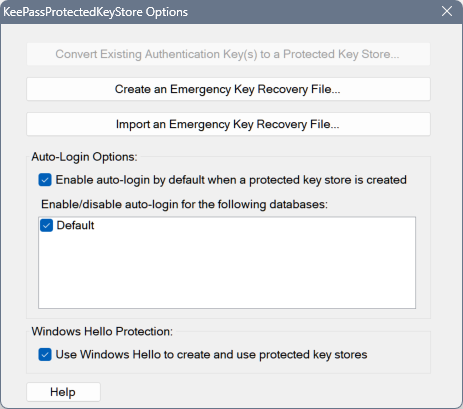 KeePassProtectedKeyStore Options
Convert Existing Authentication Key(s) to a Protected Key Store...
Create an Emergency Key Recovery File...
Import an Emergency Key Recovery File...
Auto-Login Options:
Enable auto-login by default when a protected key store is created
Enable/disable auto-login for the following databases:
Default
Windows Hello Protection:
Use Windows Hello to create and use protected key stores
Help